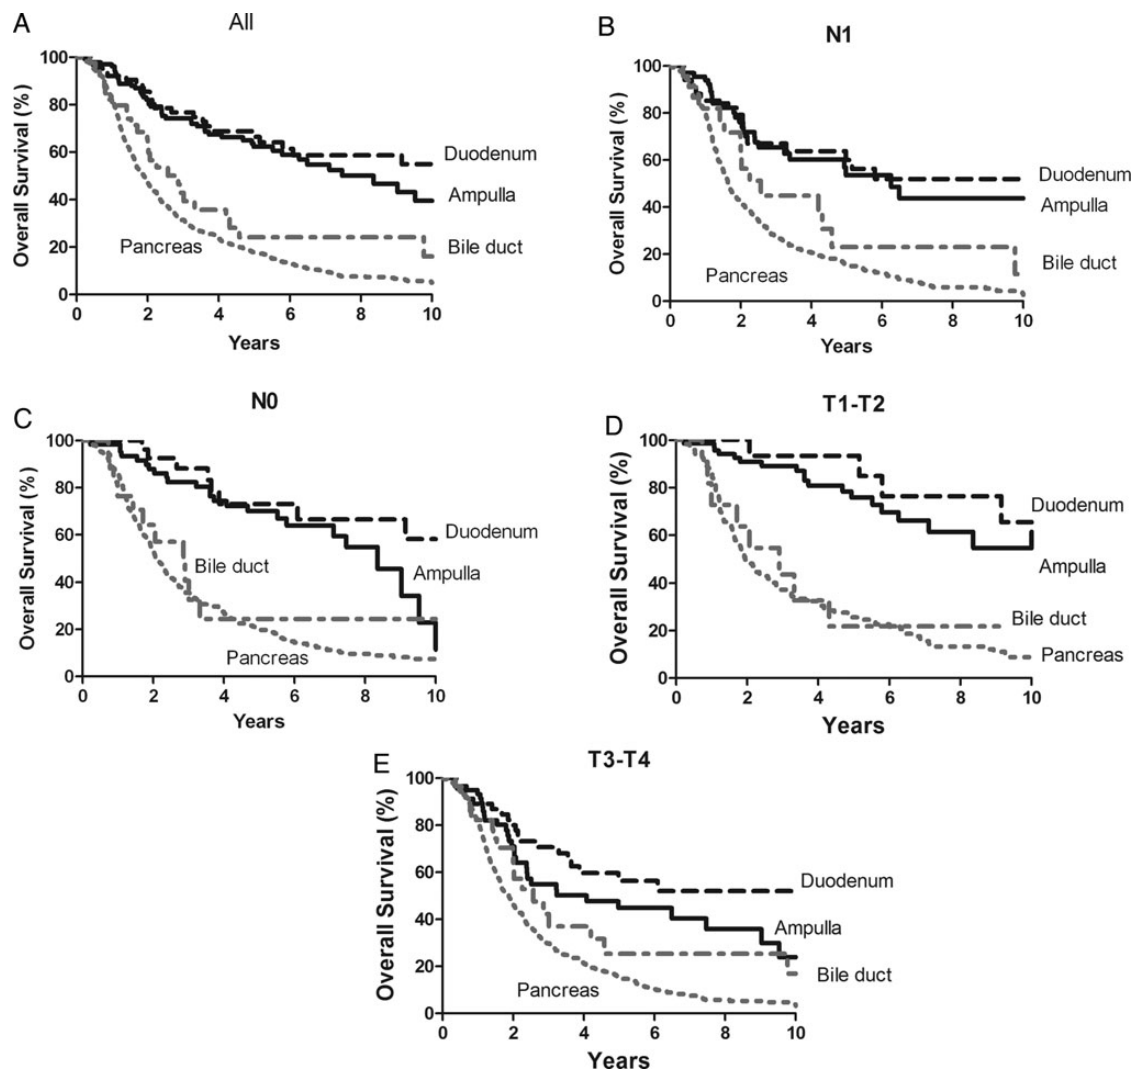 A
All
Overall Survival (%)
100
80
60
40
20
0
Duodenum
Ampulla
Bile duct
Pancreas
0 2 4 6 8 10
Years
B
N1
Overall Survival (%)
100
80
60
40
20
0
Duodenum
Ampulla
Bile duct
Pancreas
0 2 4 6 8 10
Years
C
N0
Overall Survival (%)
100
80
60
40
20
0
Duodenum
Bile duct
Ampulla
Pancreas
0 2 4 6 8 10
Years
D
T1-T2
Overall Survival (%)
100
80
60
40
20
0
Duodenum
Ampulla
Bile duct
Pancreas
0 2 4 6 8 10
Years
E
T3-T4
Overall Survival (%)
100
80
60
40
20
0
Duodenum
Ampulla
Bile duct
Pancreas
0 2 4 6 8 10
Years